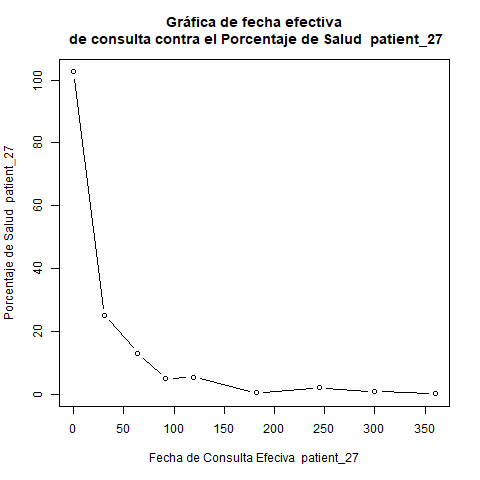 Gráfica de fecha efectiva
de consulta contra el Porcentaje de Salud patient_27
Porcentaje de Salud patient_27
100
80
60
40
20
0
0 50 100 150 200 250 300 350
Fecha de Consulta Efeciva patient_27